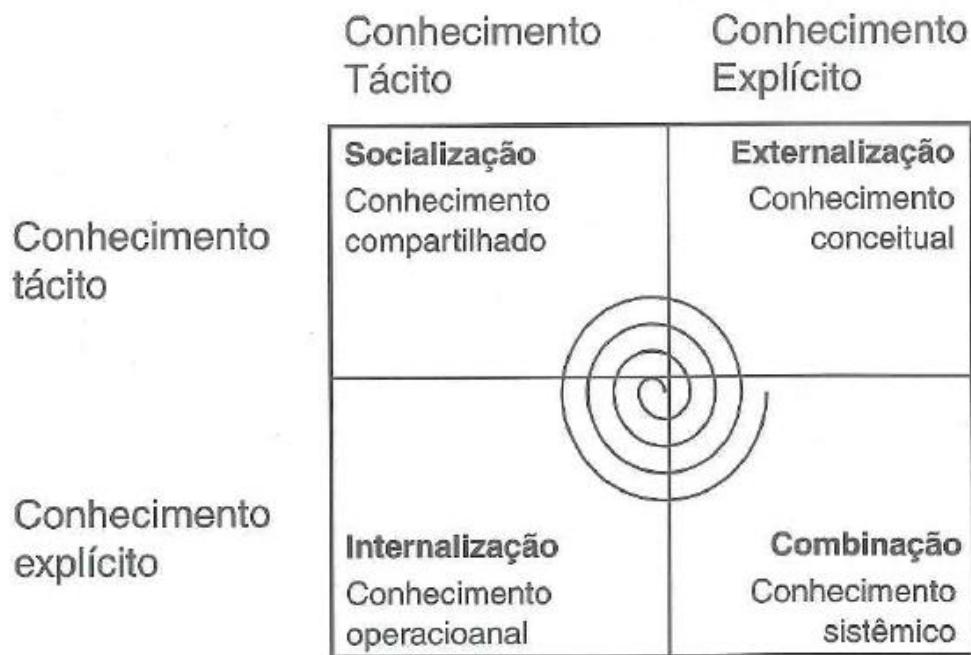 Conhecimento
Tácito
Conhecimento
Explícito
Conhecimento
tácito
Socialização
Conhecimento
compartilhado
Externalização
Conhecimento
conceitual
Conhecimento
explícito
Internalização
Conhecimento
operacioanal
Combinação
Conhecimento
sistêmico